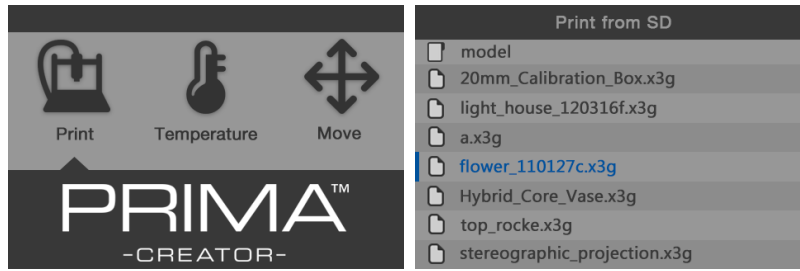 Print Temperature Move
PRIMA™
-CREATOR-
Print from SD
model
20mm_Calibration_Box.x3g
light_house_120316f.x3g
a.x3g
flower_110127c.x3g
Hybrid_Core_Vase.x3g
top_rocke.x3g
stereographic_projection.x3g